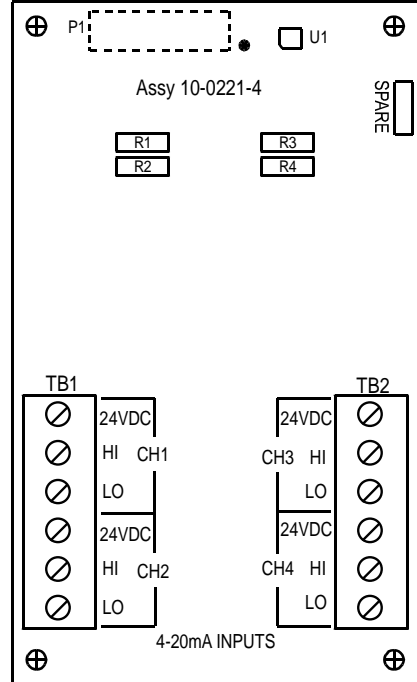 P1
U1
Assy 10-0221-4
SPARE
R1
R3
R2
R4
TB1
TB2
24VDC
24VDC
HI CH1
CH3 HI
LO
LO
24VDC
24VDC
HI CH2
CH4 HI
LO
LO
4-20mA INPUTS